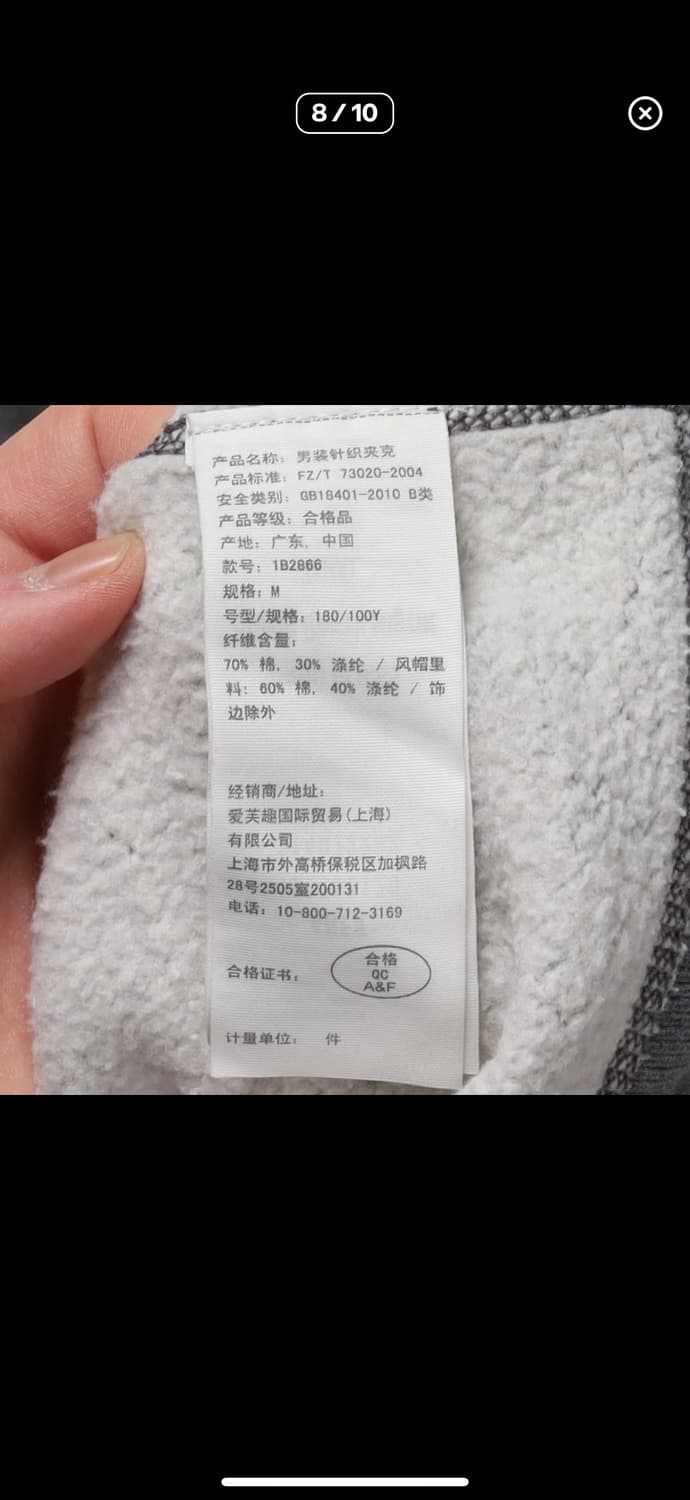 8/10
产品名称: 男装针织夹克
产品标准: FZ/T 73020-2004
安全类别: GB18401-2010 B类
产品等级: 合格品
产地: 广东, 中国
款号: 1B2866
规格: M
号型/规格: 180/100Y
纤维含量:
70% 棉, 30% 涤纶 / 风帽里
料: 60% 棉, 40% 涤纶 / 饰
边除外
经销商/地址:
爱芙趣国际贸易(上海)
有限公司
上海市外高桥保税区加枫路
28号2505室200131
电话: 10-800-712-3169
合格证书:
合格
QC
A&F
计量单位: 件